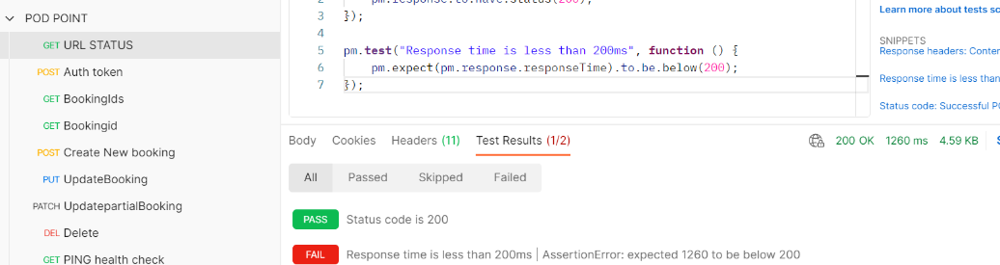 POD POINT
GET URL STATUS
POST Auth token
GET BookingIds
GET Bookingid
POST Create New booking
PUT UpdateBooking
PATCH UpdatepartialBooking
DEL Delete
GET PING health check
2 pm.response.to.have.status(200);
3 });
4
5 pm.test("Response time is less than 200ms", function () {
6 pm.expect(pm.response.responseTime).to.be.below(200);
7 });
Learn more about tests sc
SNIPPETS
Response headers: Conten
Response time is less than
Status code: Successful PO
Body Cookies Headers (11) Test Results (1/2) 200 OK 1260 ms 4.59 KB
All Passed Skipped Failed
PASS Status code is 200
FAIL Response time is less than 200ms | AssertionError: expected 1260 to be below 200